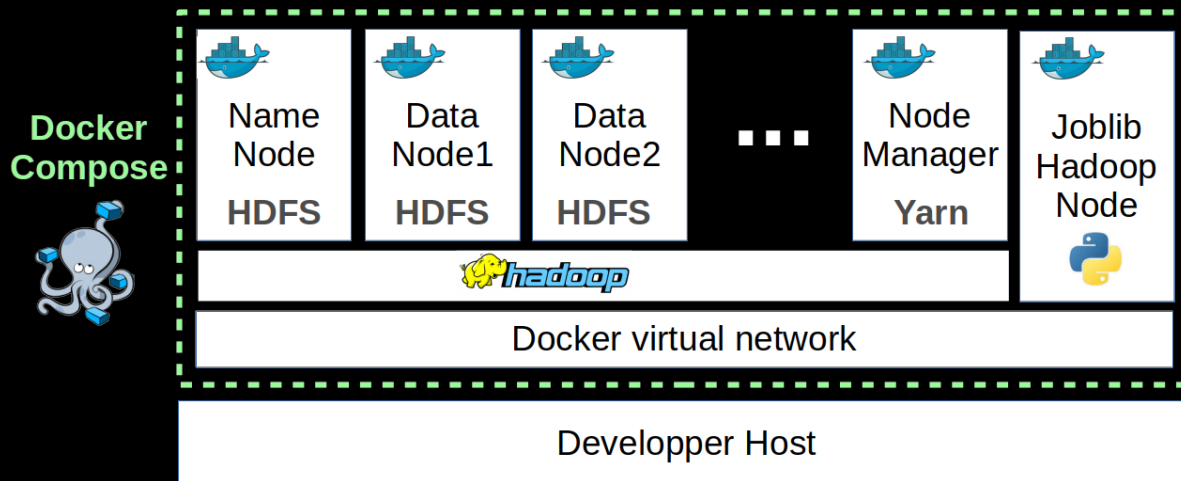 Docker
Compose
Name
Node
HDFS
Data
Node1
HDFS
Data
Node2
HDFS
...
Node
Manager
Yarn
Joblib
Hadoop
Node
hadoop
Docker virtual network
Developper Host